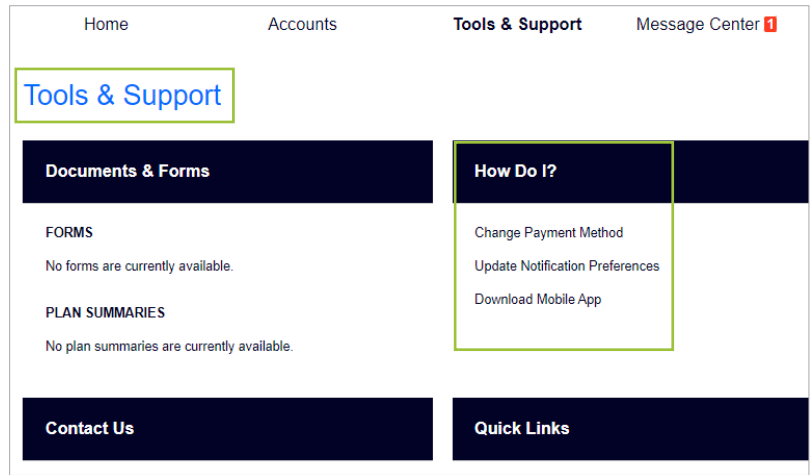 Home Accounts Tools & Support Message Center 1
Tools & Support
Documents & Forms
FORMS
No forms are currently available.
PLAN SUMMARIES
No plan summaries are currently available.
How Do I?
Change Payment Method
Update Notification Preferences
Download Mobile App
Contact Us
Quick Links